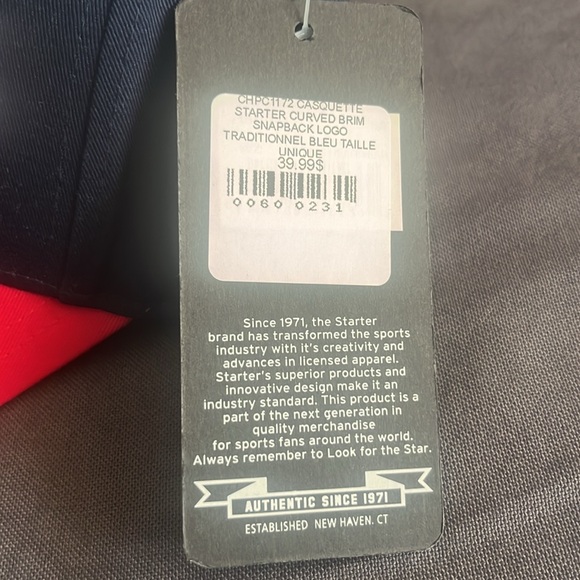 CHPC1172 CASQUETTE
STARTER CURVED BRIM
SNAPBACK LOGO
TRADITIONNEL BLEU TAILLE
UNIQUE
39.99$
0060 0231
Since 1971, the Starter
brand has transformed the sports
industry with it's creativity and
advances in licensed apparel.
Starter's superior products and
innovative design make it an
industry standard. This product is a
part of the next generation in
quality merchandise
for sports fans around the world.
Always remember to Look for the Star.
AUTHENTIC SINCE 1971
ESTABLISHED NEW HAVEN. CT